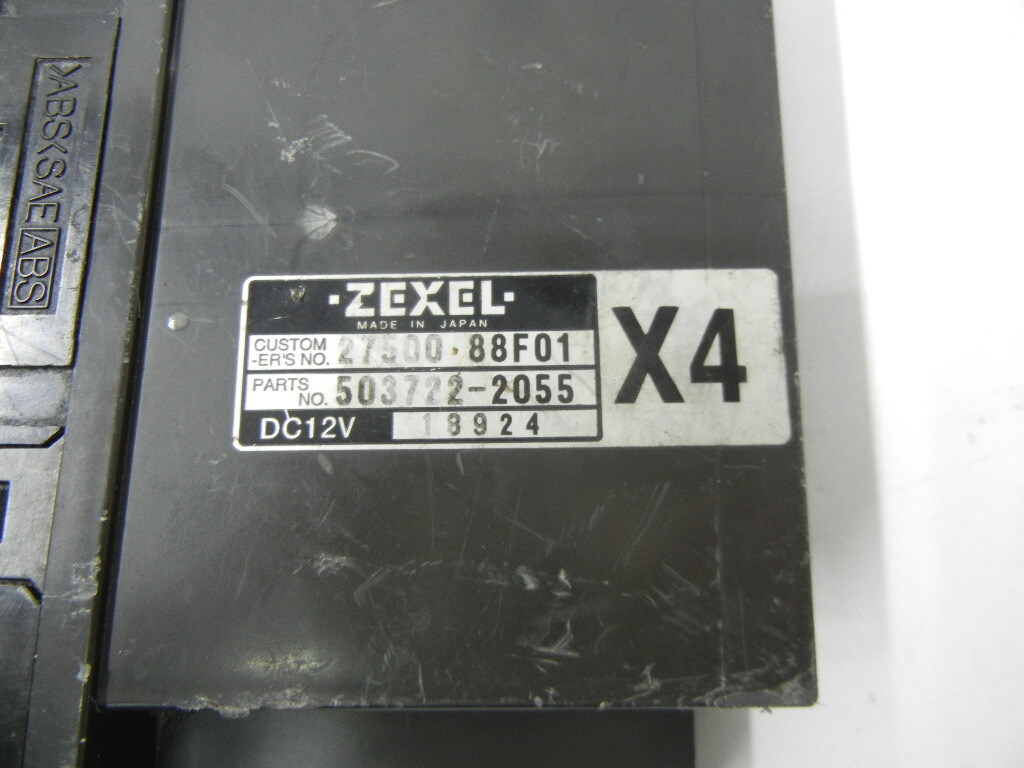 >ABS<SAE ABS
·ZEXEL·
MADE IN JAPAN
CUSTOM
-ER'S NO. 27500 88F01
PARTS
NO. 503722-2055
DC12V 18924
X4